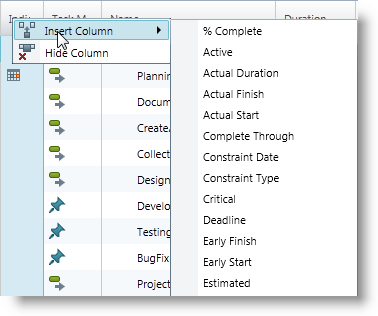 Task M
Name
Duration
Insert Column
Hide Column
% Complete
Active
Actual Duration
Actual Finish
Actual Start
Complete Through
Constraint Date
Constraint Type
Critical
Deadline
Early Finish
Early Start
Estimated
Plannin
Docum
Create
Collect
Design
Develo
Testing
BugFix
Project